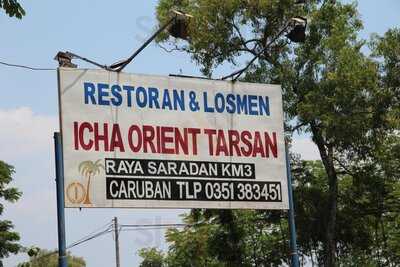 RESTORAN & LOSMEN
ICHA ORIENT TARSAN
RAYA SARADAN KM3
CARUBAN TLP 0351 383451